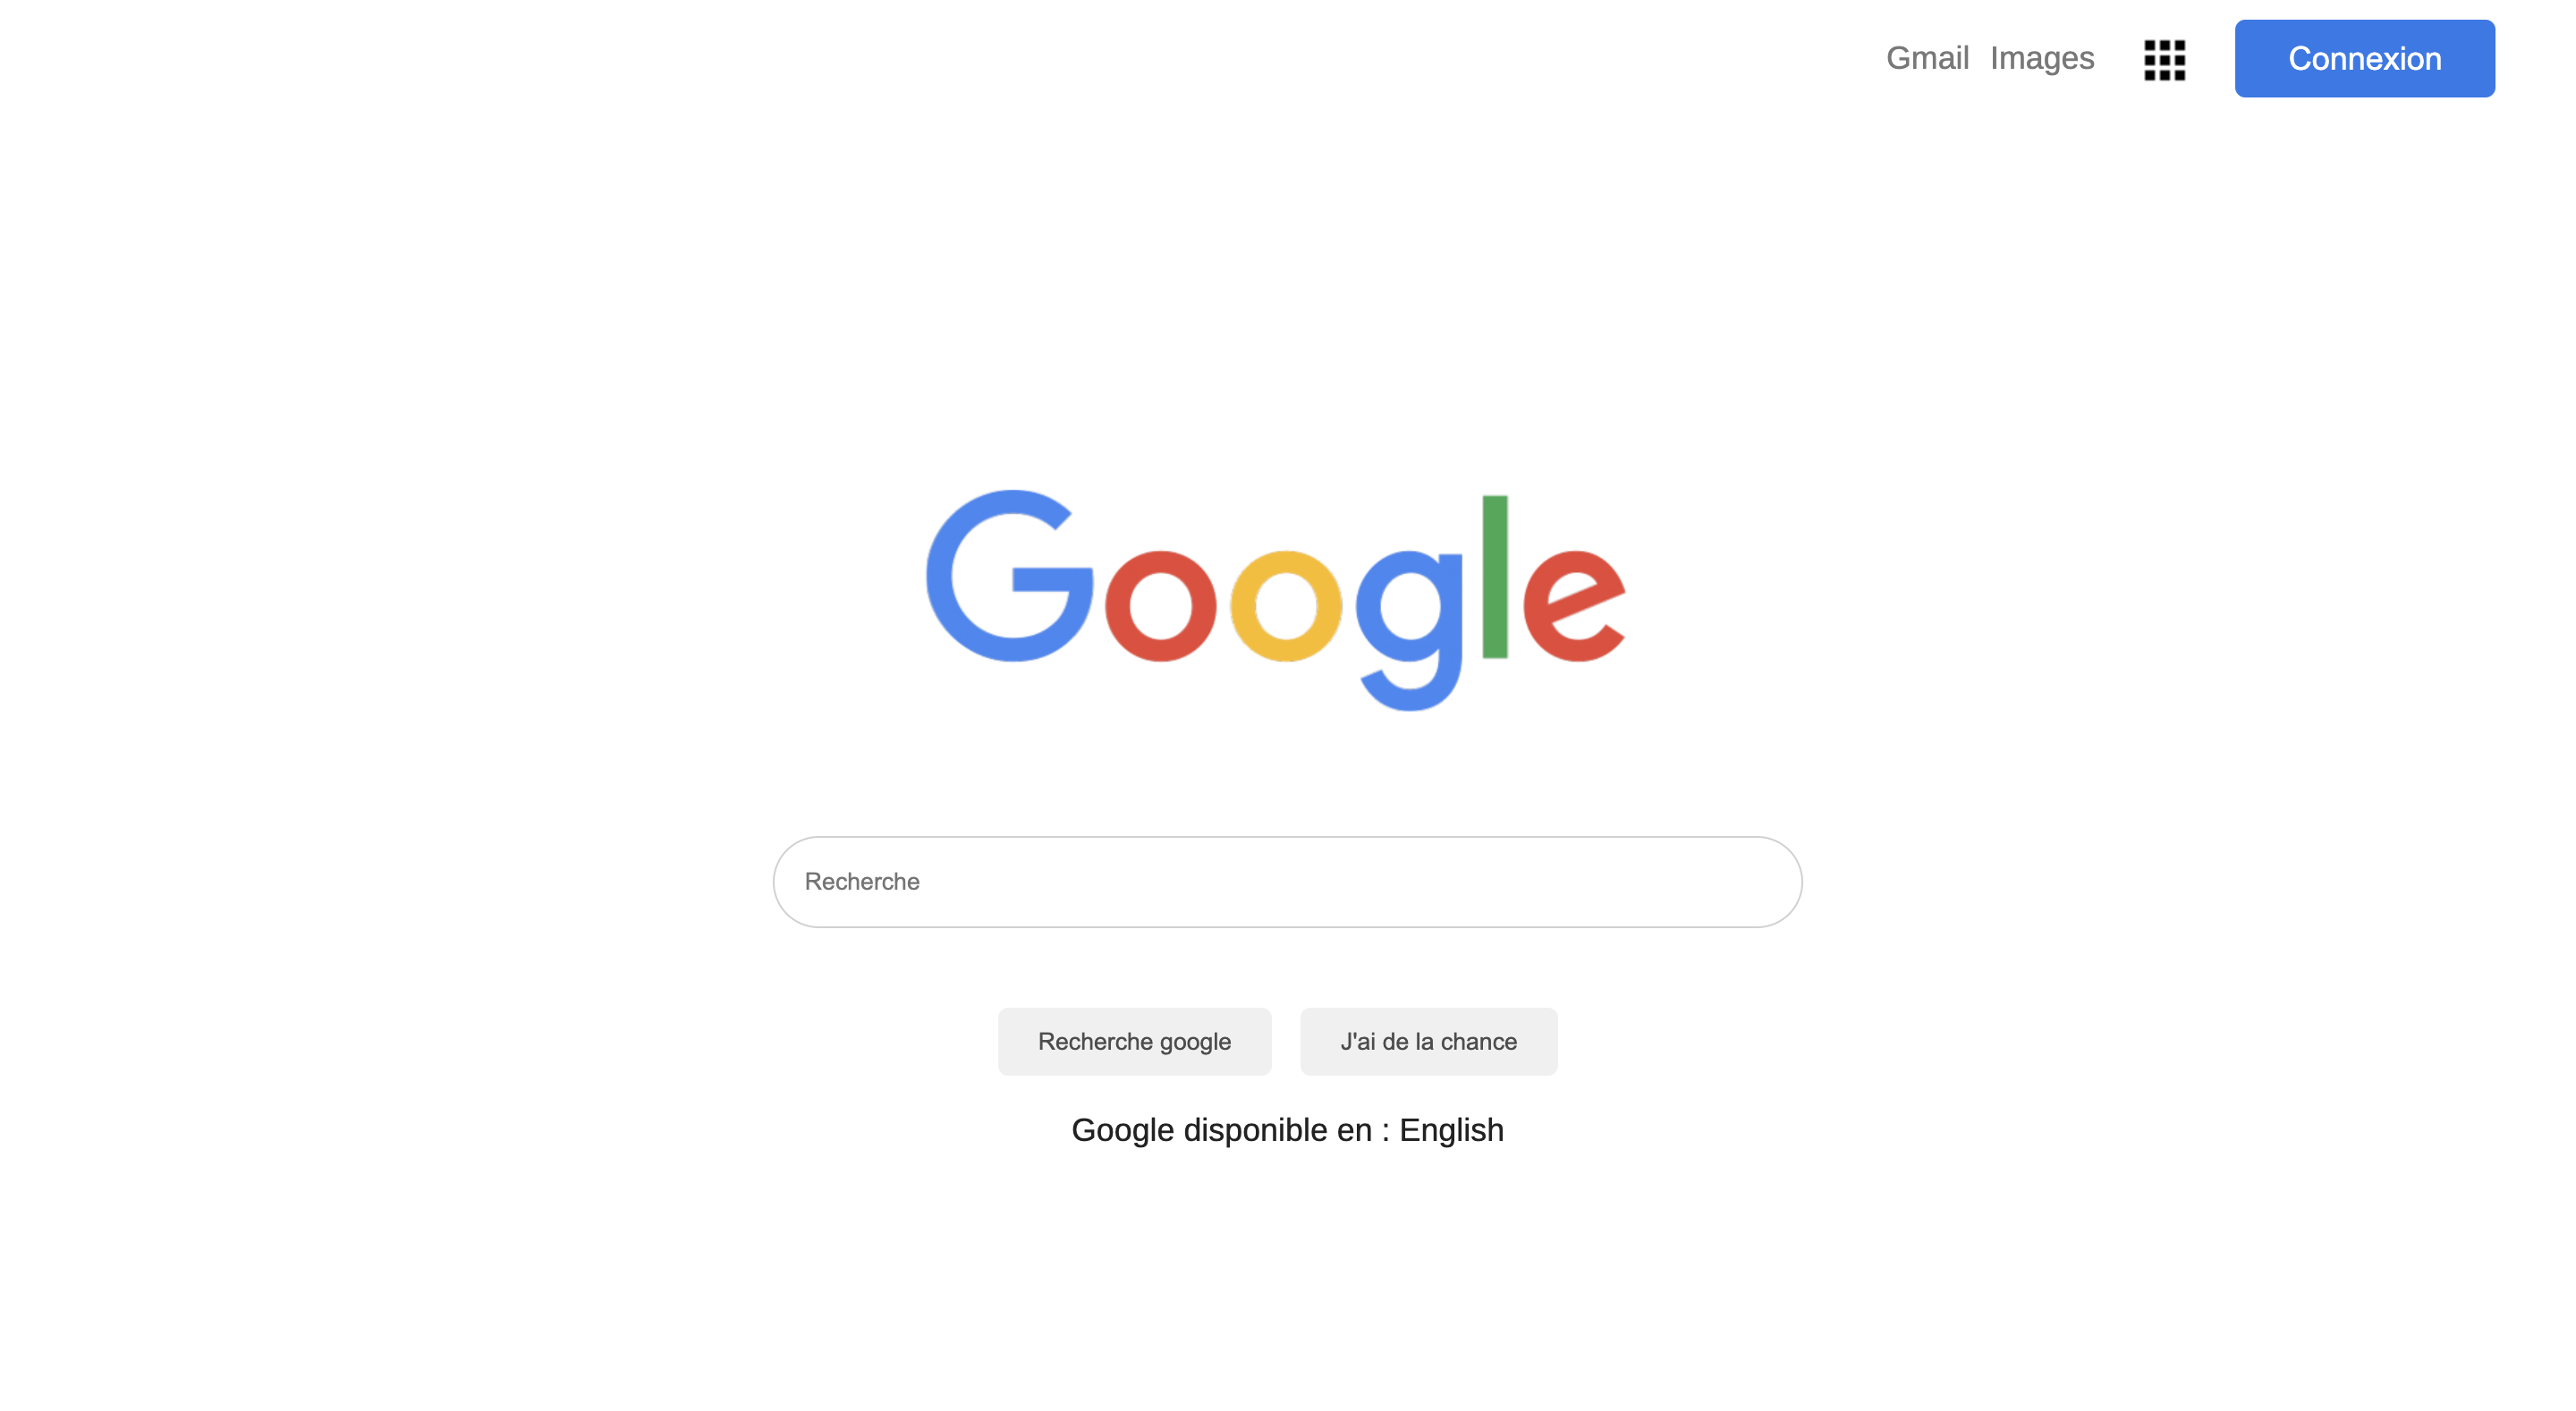 Gmail Images Connexion
Google
Recherche
Recherche google J'ai de la chance
Google disponible en : English